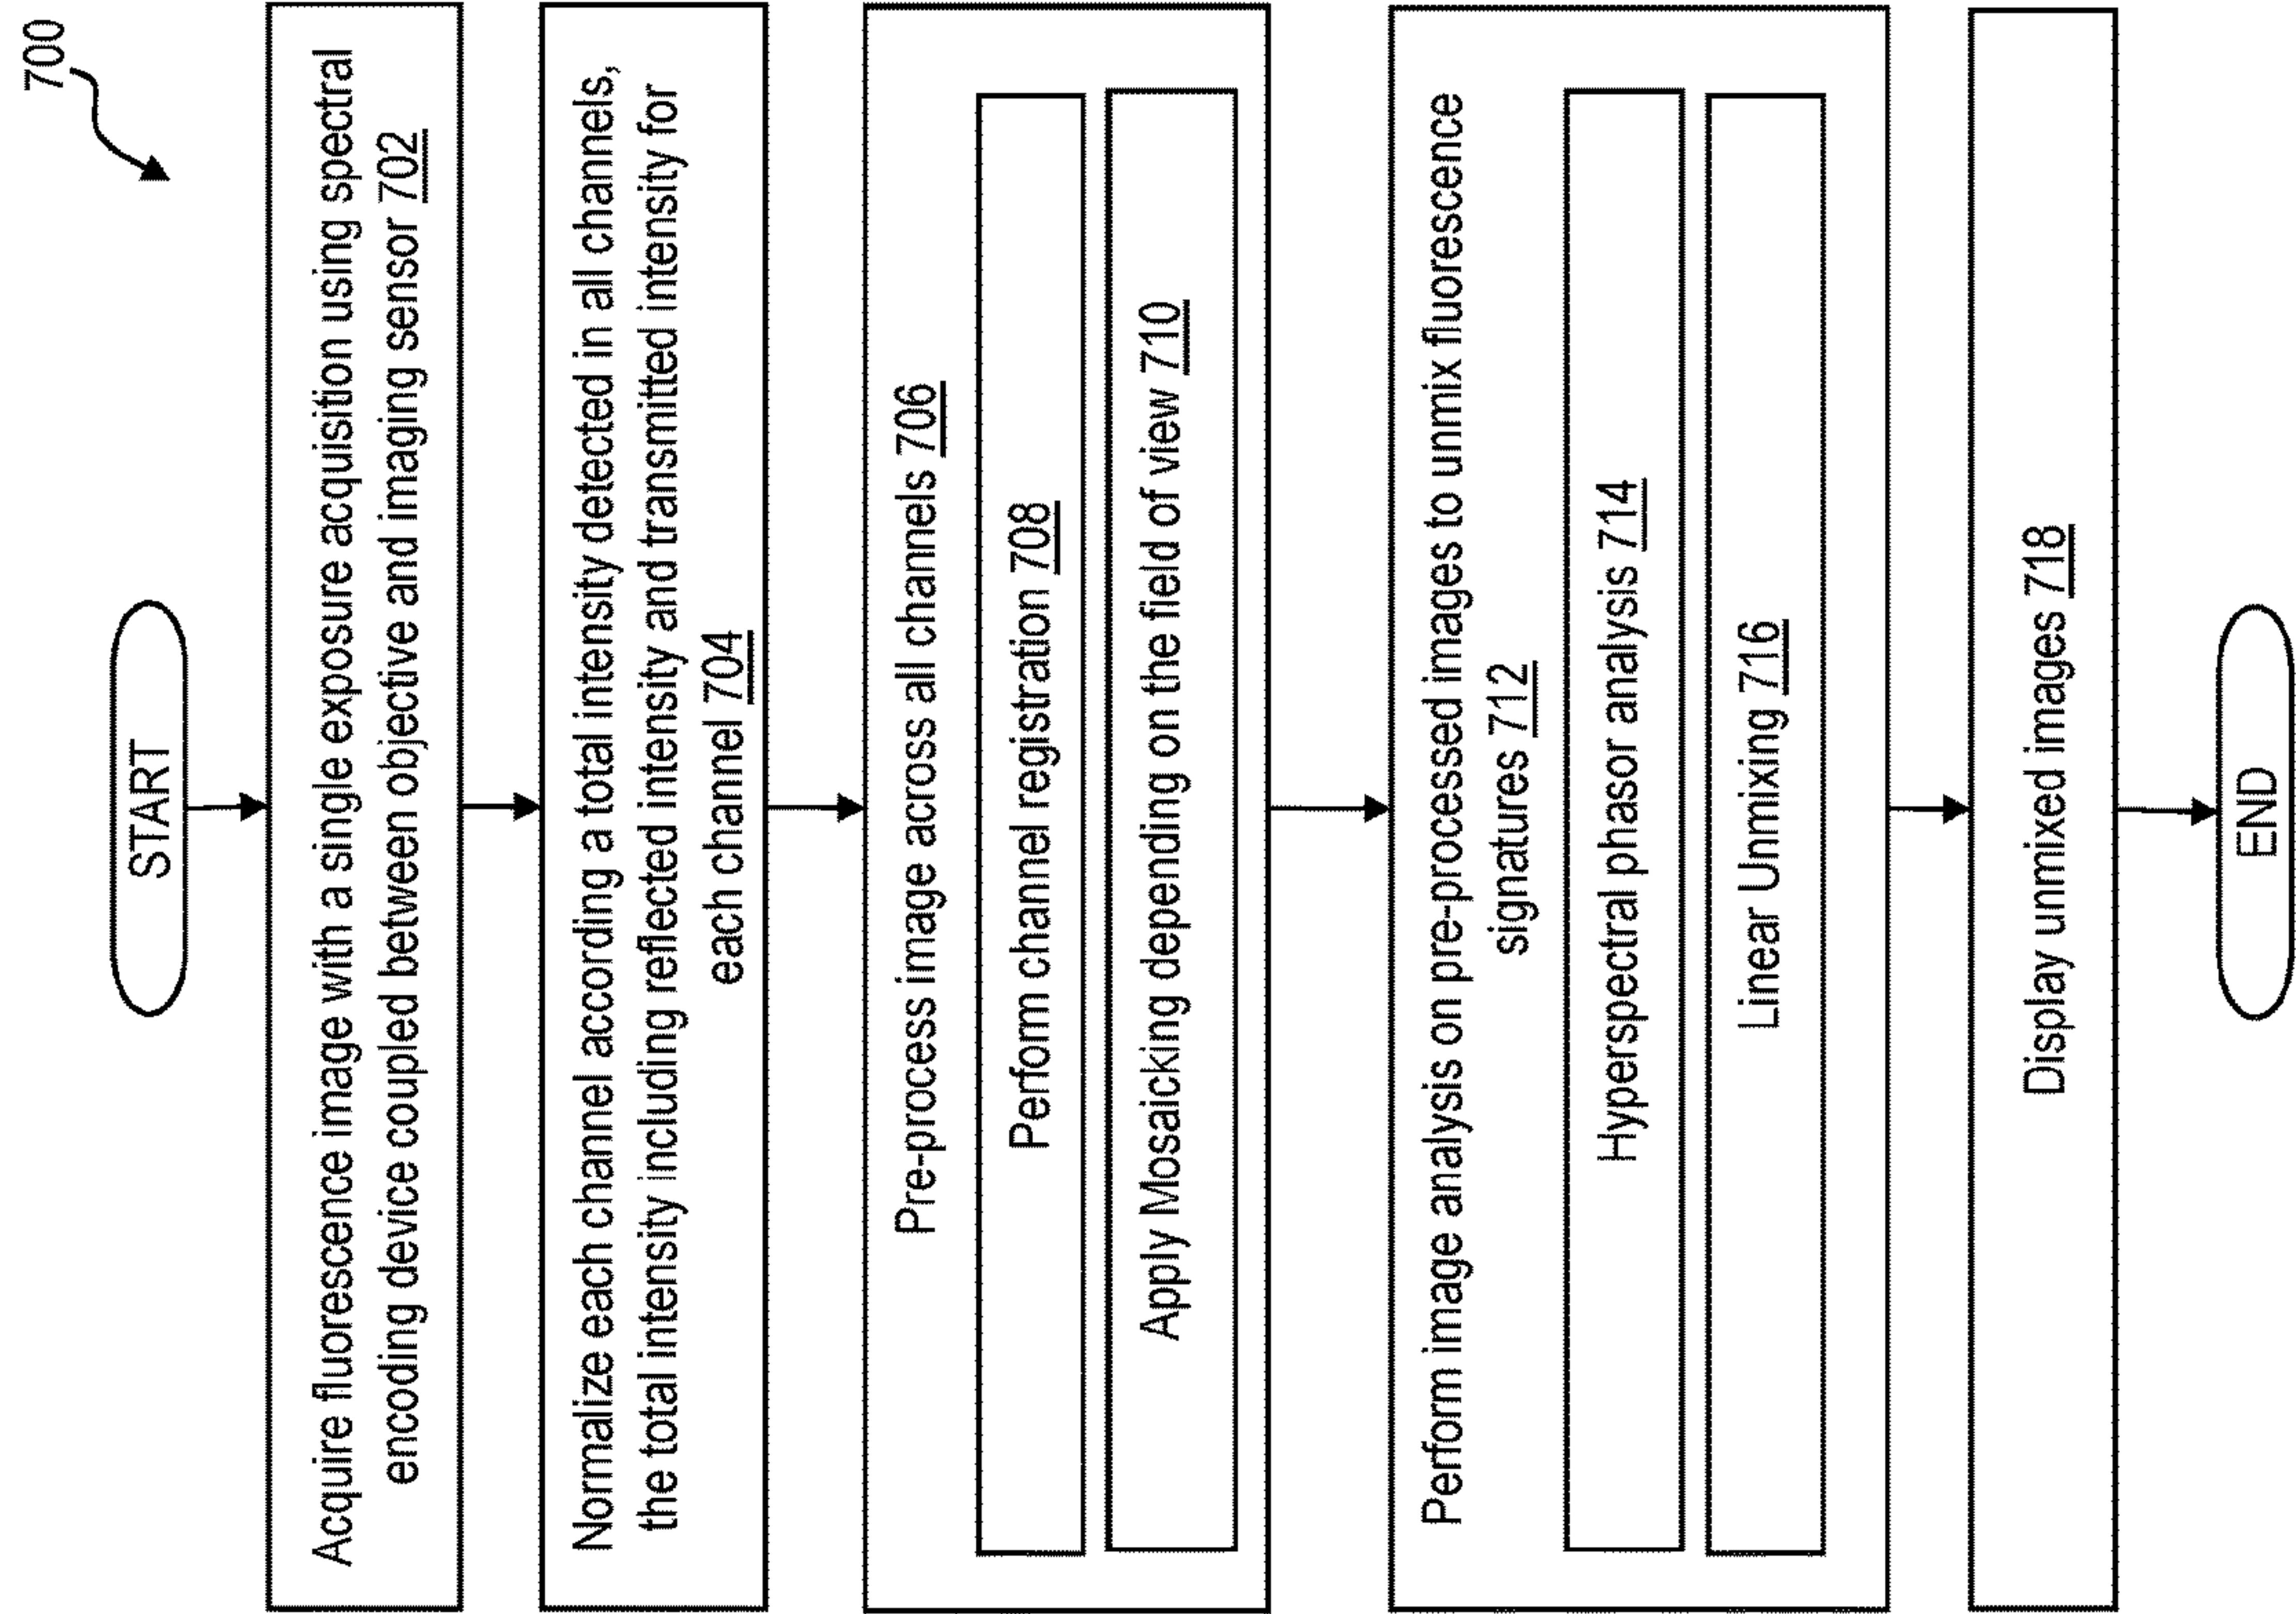 700
START
Acquire fluorescence image with a single exposure acquisition using spectral
encoding device coupled between objective and imaging sensor 702
Normalize each channel according a total intensity detected in all channels,
the total intensity including reflected intensity and transmitted intensity for
each channel 704
Pre-process image across all channels 706
Perform channel registration 708
Apply Mosaicking depending on the field of view 710
Perform image analysis on pre-processed images to unmix fluorescence
signatures 712
Hyperspectral phasor analysis 714
Linear Unmixing 716
Display unmixed images 718
END